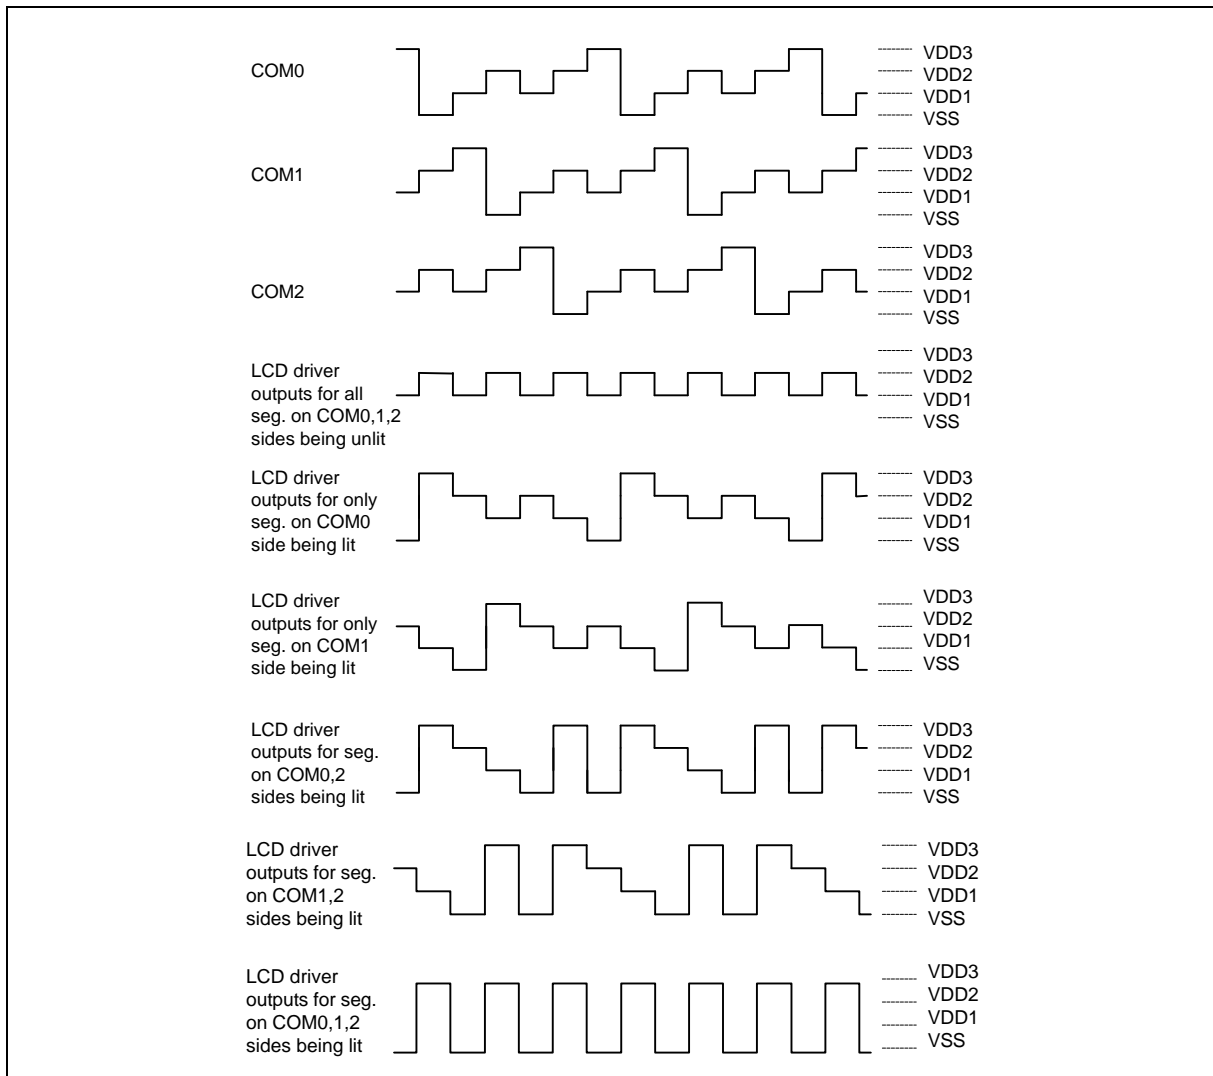 COM0
VDD3
VDD2
VDD1
VSS
COM1
VDD3
VDD2
VDD1
VSS
COM2
VDD3
VDD2
VDD1
VSS
LCD driver
outputs for all
seg. on COM0,1,2
sides being unlit
VDD3
VDD2
VDD1
VSS
LCD driver
outputs for only
seg. on COM0
side being lit
VDD3
VDD2
VDD1
VSS
LCD driver
outputs for only
seg. on COM1
side being lit
VDD3
VDD2
VDD1
VSS
LCD driver
outputs for seg.
on COM0,2
sides being lit
VDD3
VDD2
VDD1
VSS
LCD driver
outputs for seg.
on COM1,2
sides being lit
VDD3
VDD2
VDD1
VSS
LCD driver
outputs for seg.
on COM0,1,2
sides being lit
VDD3
VDD2
VDD1
VSS